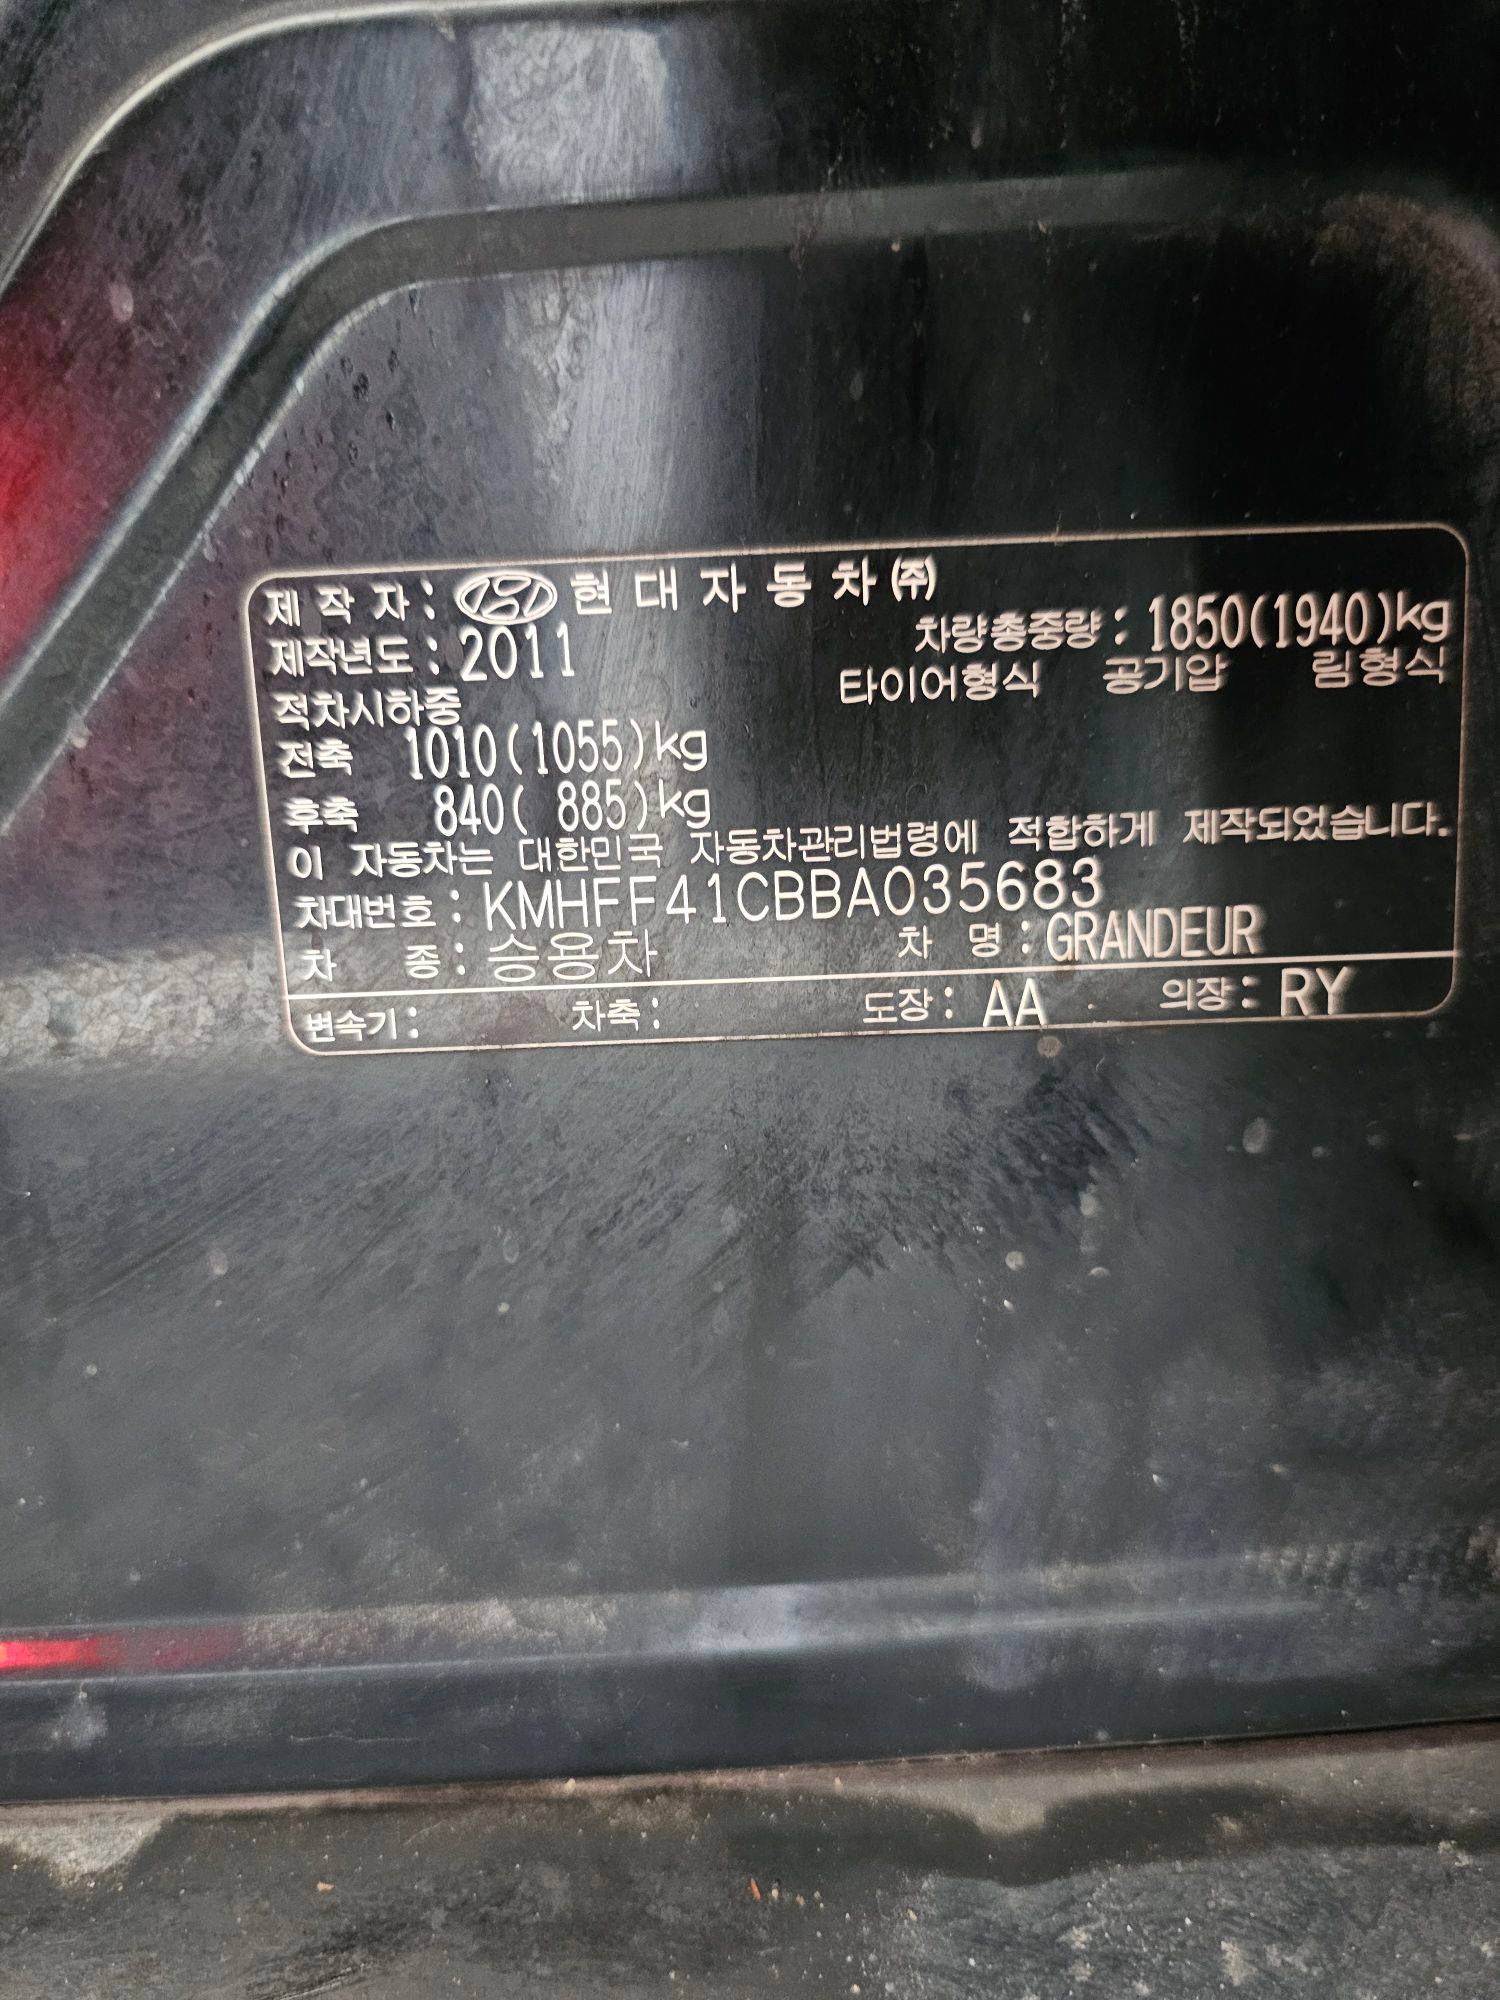 제 작 자 : 현 대 자 동 차 ㈜
제작년도 : 2011 차량총중량 : 1850(1940)kg
적차시하중 타이어형식 공기압 림형식
전축 1010(1055)kg
후축 840( 885)kg
이 자동차는 대한민국 자동차관리법령에 적합하게 제작되었습니다.
차대번호 : KMHFF41CBBA035683
차 종 : 승용차 차 명 : GRANDEUR
변속기 : 차축 : 도장 : AA 의장 : RY